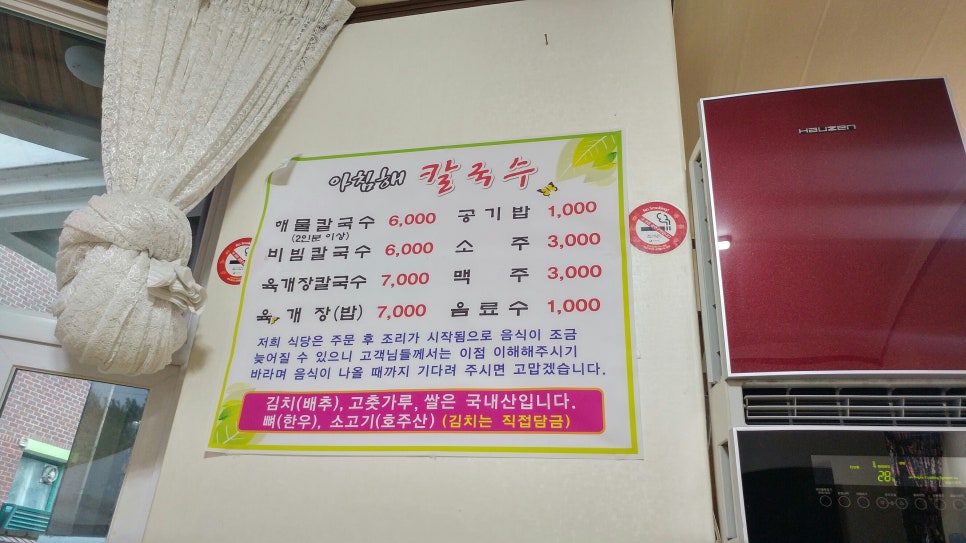 아침해 칼국수
해물칼국수 6,000 공기밥 1,000
(2인분 이상)
비빔칼국수 6,000 소 주 3,000
육개장칼국수 7,000 맥 주 3,000
육 개 장(밥) 7,000 음료수 1,000
저희 식당은 주문 후 조리가 시작됨으로 음식이 조금
늦어질 수 있으니 고객님들께서는 이점 이해해주시기
바라며 음식이 나올 때까지 기다려 주시면 고맙겠습니다.
김치(배추), 고춧가루, 쌀은 국내산입니다.
뼈(한우), 소고기(호주산) (김치는 직접담금)
HAUZEN
28